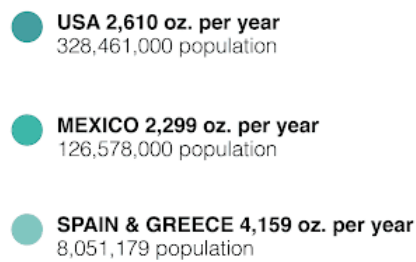 USA 2,610 oz. per year
328,461,000 population
MEXICO 2,299 oz. per year
126,578,000 population
SPAIN & GREECE 4,159 oz. per year
8,051,179 population